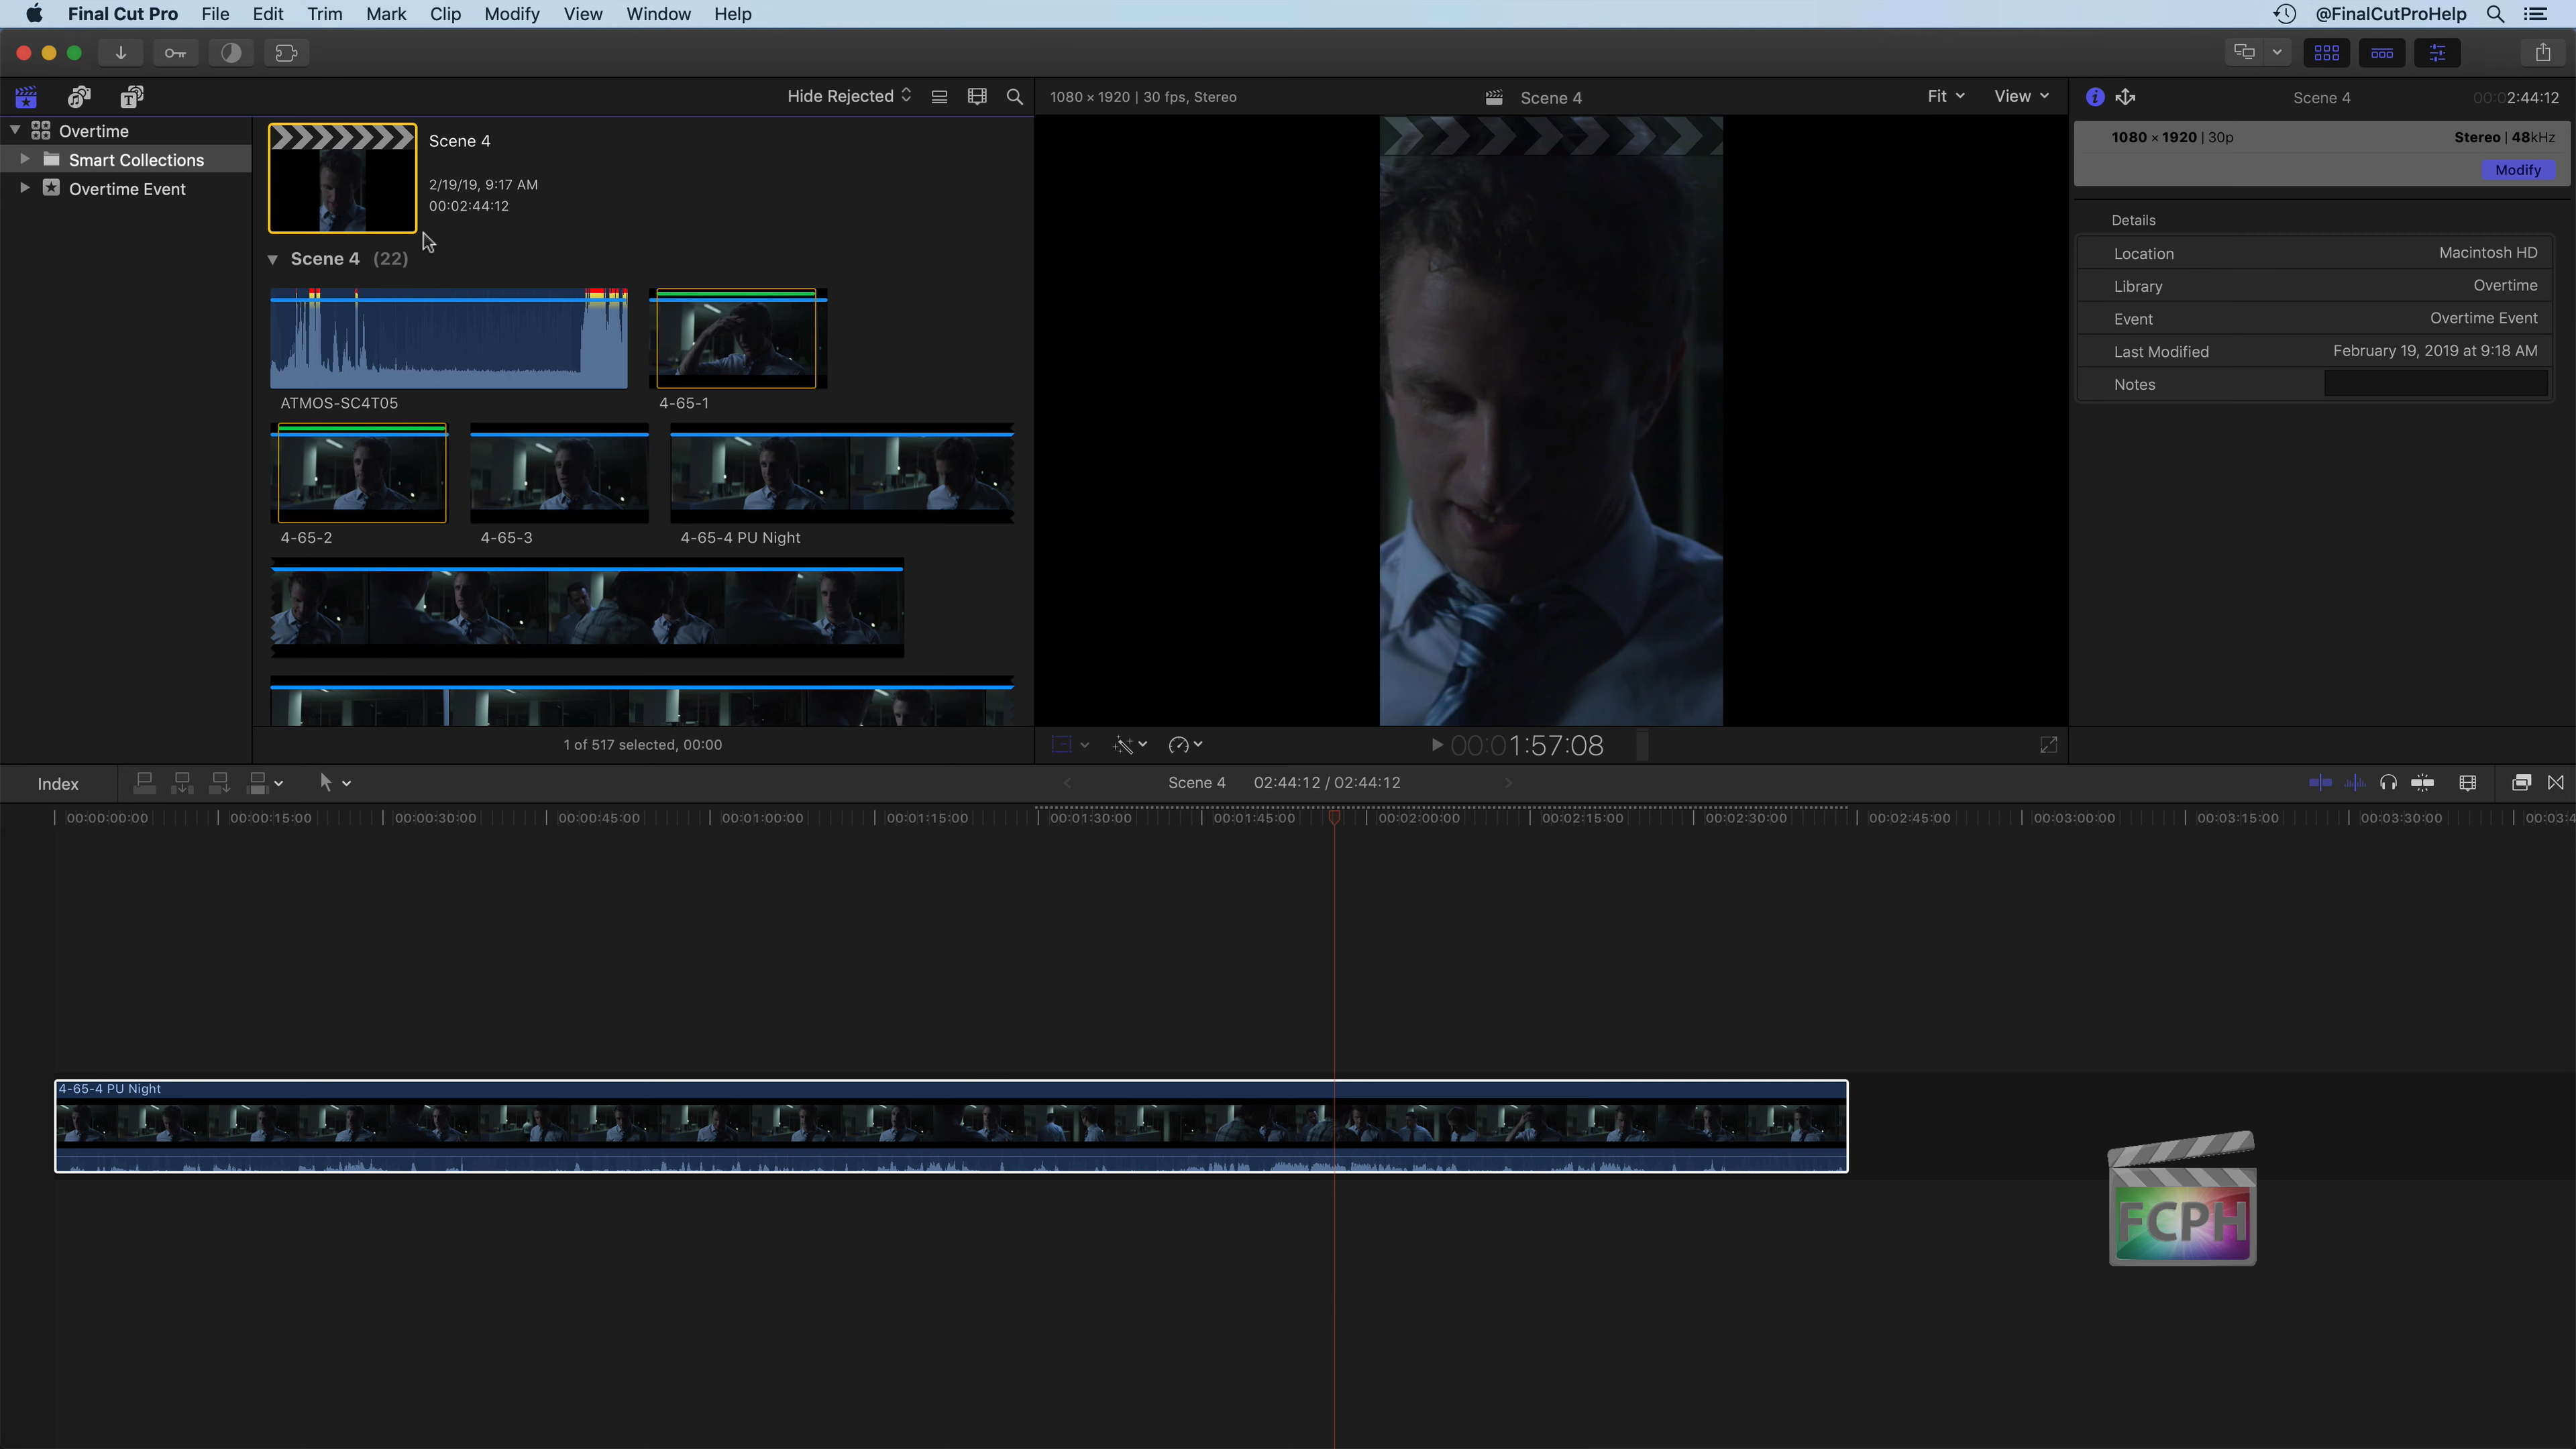 Final Cut Pro File Edit Trim Mark Clip Modify View Window Help @FinalCutProHelp
Hide Rejected
1080 × 1920 | 30 fps, Stereo
Scene 4
Fit
View
Scene 4
00:02:44:12
Overtime
Smart Collections
Overtime Event
Scene 4
2/19/19, 9:17 AM
00:02:44:12
Scene 4 (22)
ATMOS-SC4T05
4-65-1
4-65-2
4-65-3
4-65-4 PU Night
1 of 517 selected, 00:00
00:01:57:08
1080 × 1920 | 30p
Stereo | 48kHz
Modify
Details
Location Macintosh HD
Library Overtime
Event Overtime Event
Last Modified February 19, 2019 at 9:18 AM
Notes
Index
Scene 4 02:44:12 / 02:44:12
00:00:00:00 00:00:15:00 00:00:30:00 00:00:45:00 00:01:00:00 00:01:15:00 00:01:30:00 00:01:45:00 00:02:00:00 00:02:15:00 00:02:30:00 00:02:45:00 00:03:00:00 00:03:15:00 00:03:30:00 00:03:4
4-65-4 PU Night
FCPH